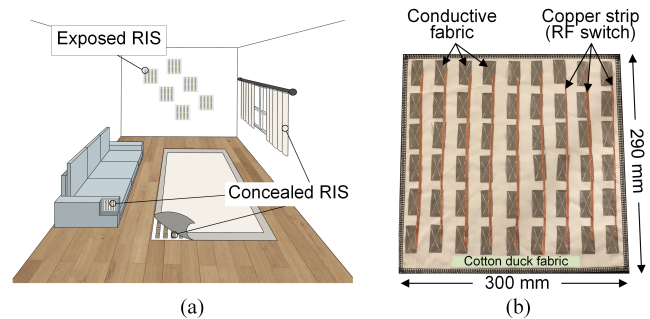 Exposed RIS
Concealed RIS
(a)
Conductive
fabric
Copper strip
(RF switch)
290 mm
Cotton duck fabric
300 mm
(b)